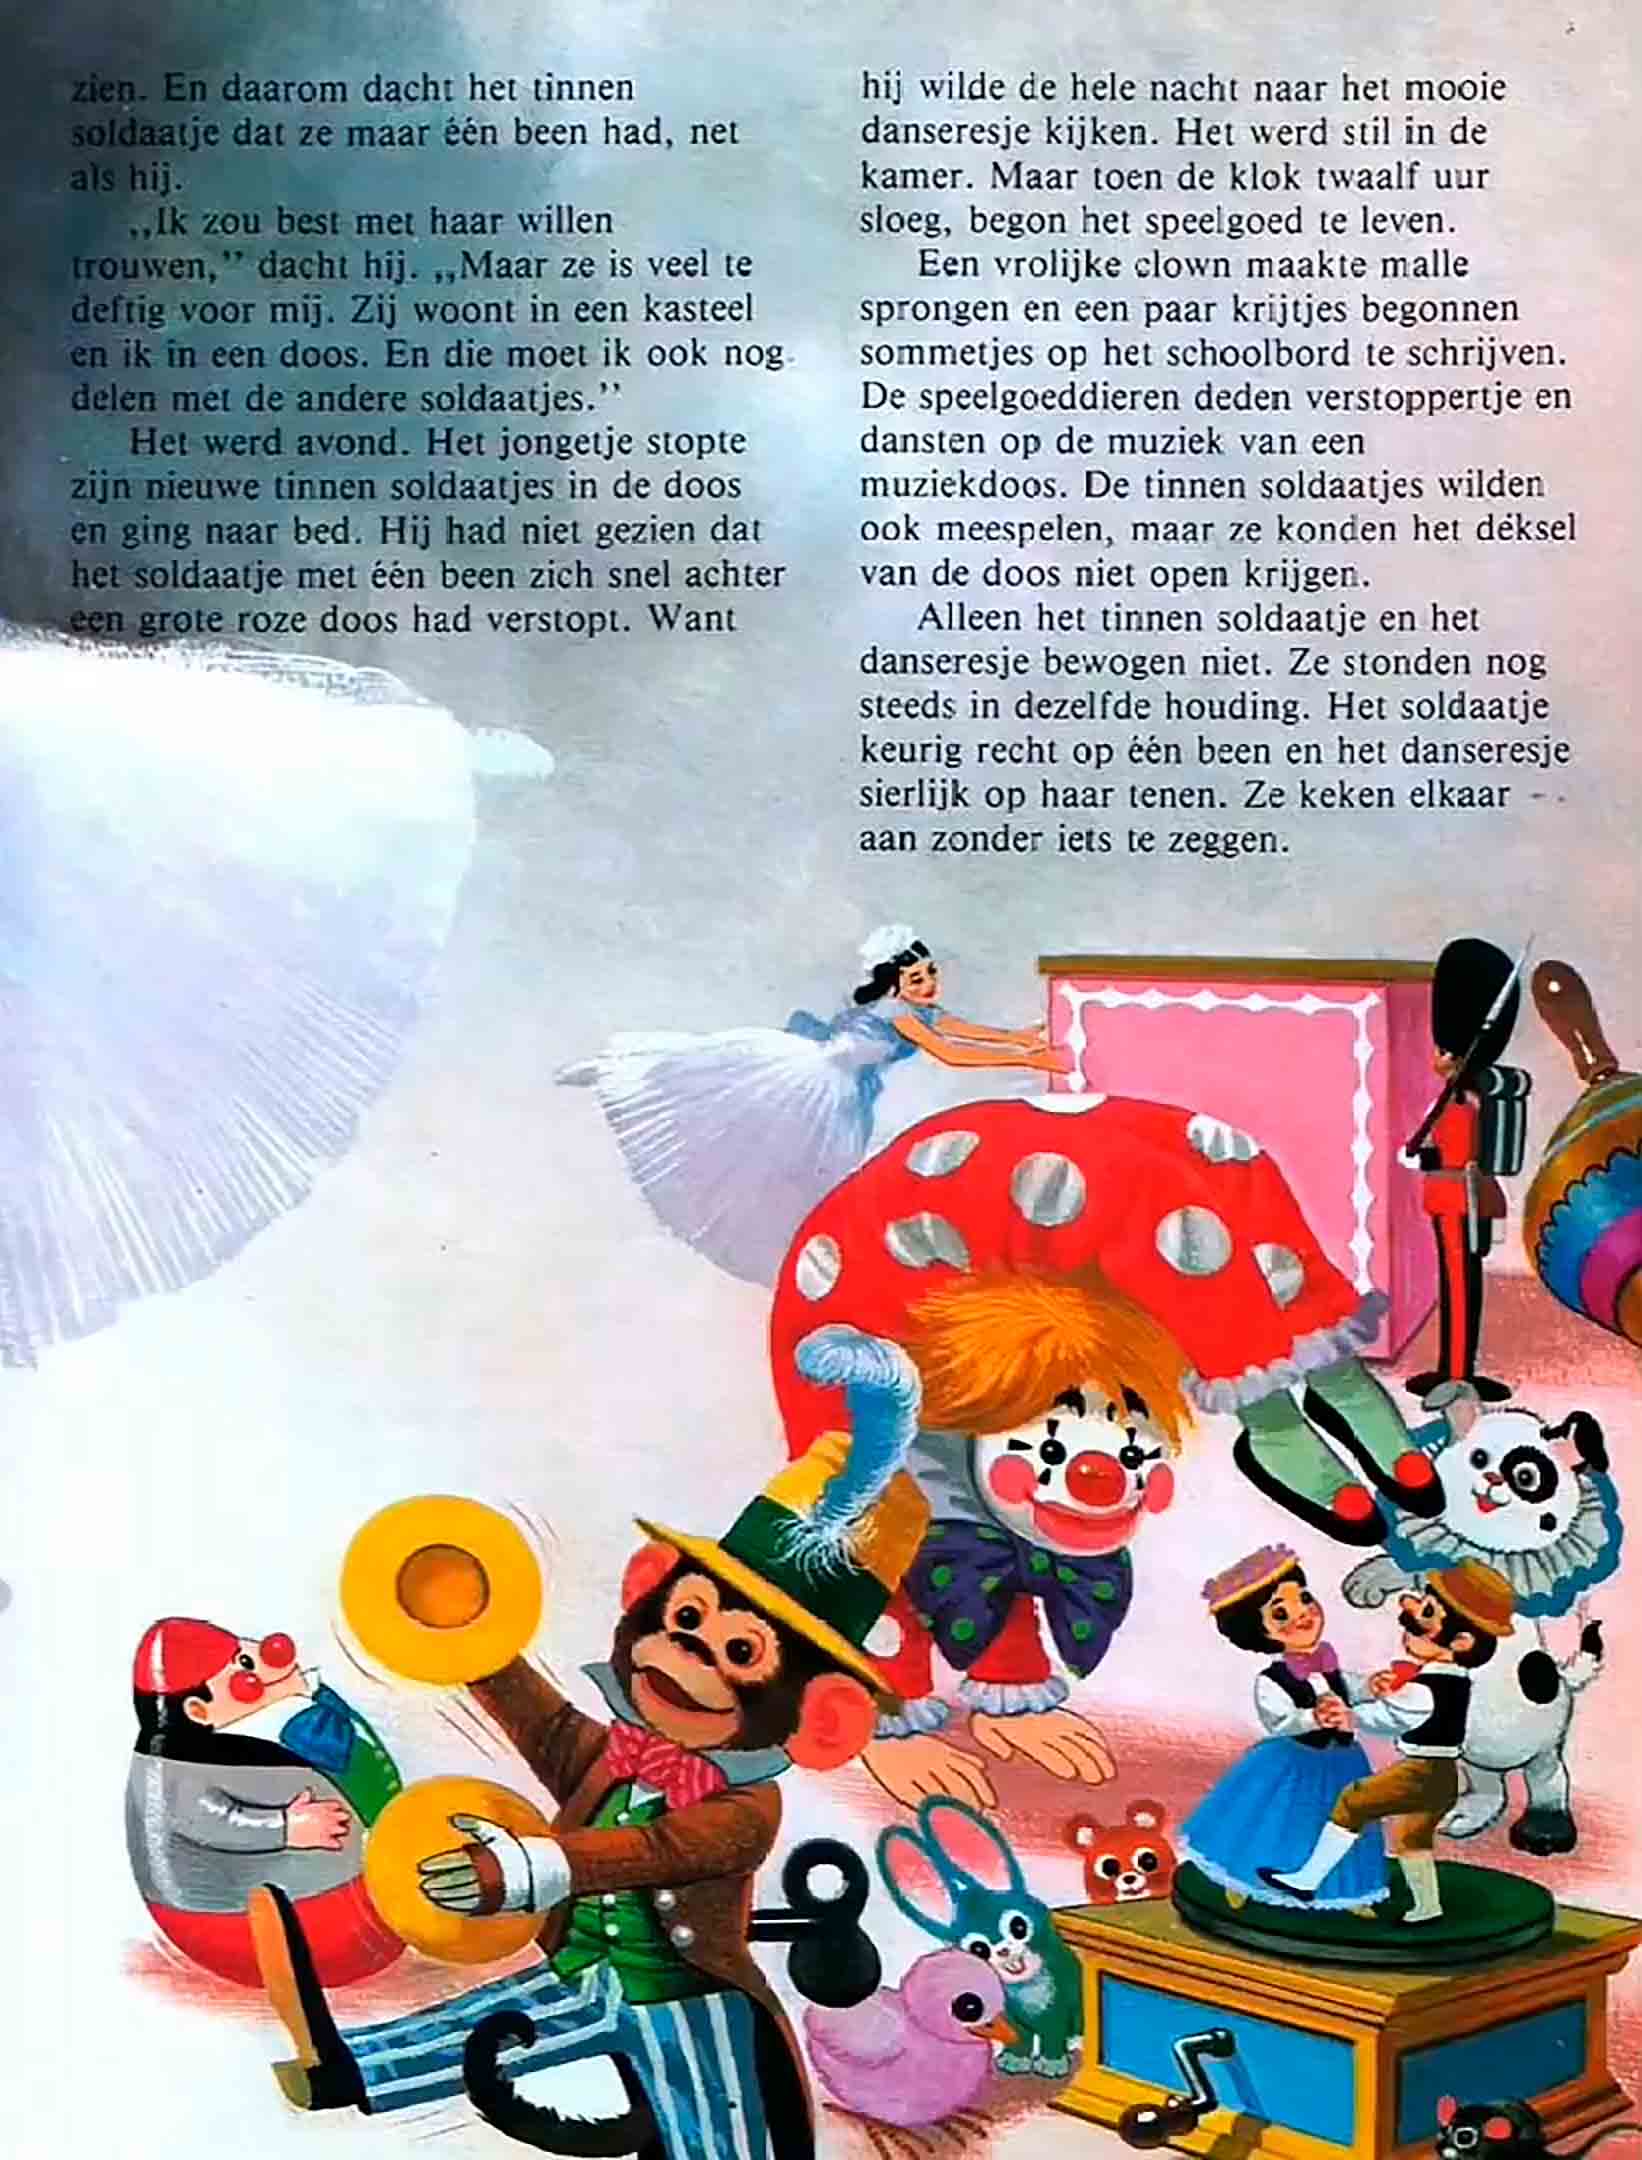 zien. En daarom dacht het tinnen
soldaatje dat ze maar één been had, net
als hij.
,,Ik zou best met haar willen
trouwen,” dacht hij. ,,Maar ze is veel te
deftig voor mij. Zij woont in een kasteel
en ik in een doos. En die moet ik ook nog
delen met de andere soldaatjes.”
Het werd avond. Het jongetje stopte
zijn nieuwe tinnen soldaatjes in de doos
en ging naar bed. Hij had niet gezien dat
het soldaatje met één been zich snel achter
een grote roze doos had verstopt. Want
hij wilde de hele nacht naar het mooie
danseresje kijken. Het werd stil in de
kamer. Maar toen de klok twaalf uur
sloeg, begon het speelgoed te leven.
Een vrolijke clown maakte malle
sprongen en een paar krijtjes begonnen
sommetjes op het schoolbord te schrijven.
De speelgoeddieren deden verstoppertje en
dansten op de muziek van een
muziekdoos. De tinnen soldaatjes wilden
ook meespelen, maar ze konden het déksel
van de doos niet open krijgen.
Alleen het tinnen soldaatje en het
danseresje bewogen niet. Ze stonden nog
steeds in dezelfde houding. Het soldaatje
keurig recht op één been en het danseresje
sierlijk op haar tenen. Ze keken elkaar
aan zonder iets te zeggen.